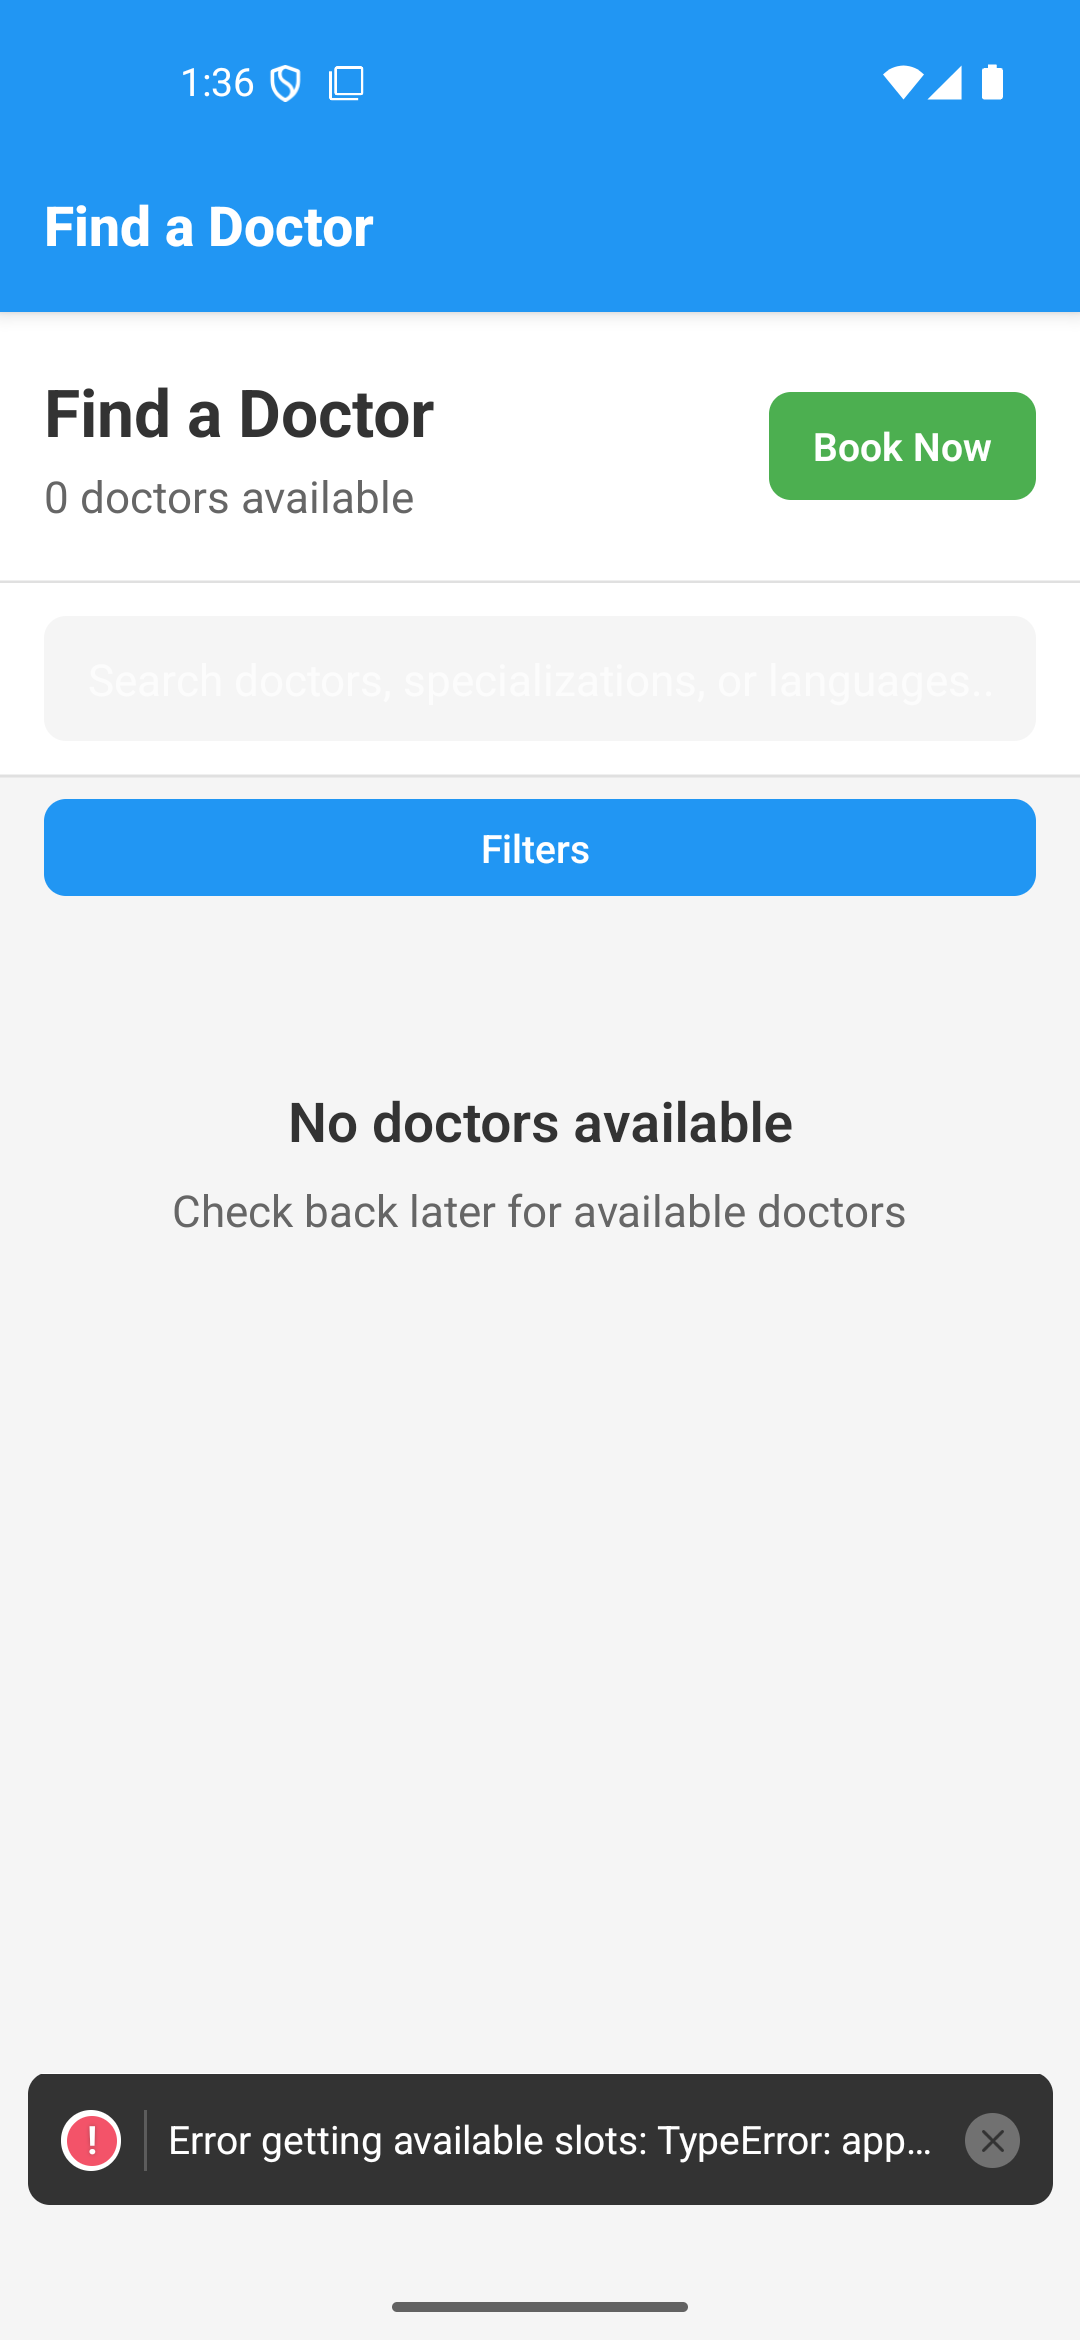 1:36
Find a Doctor
Find a Doctor
Book Now
0 doctors available
Search doctors, specializations, or languages..
Filters
No doctors available
Check back later for available doctors
! Error getting available slots: TypeError: app...